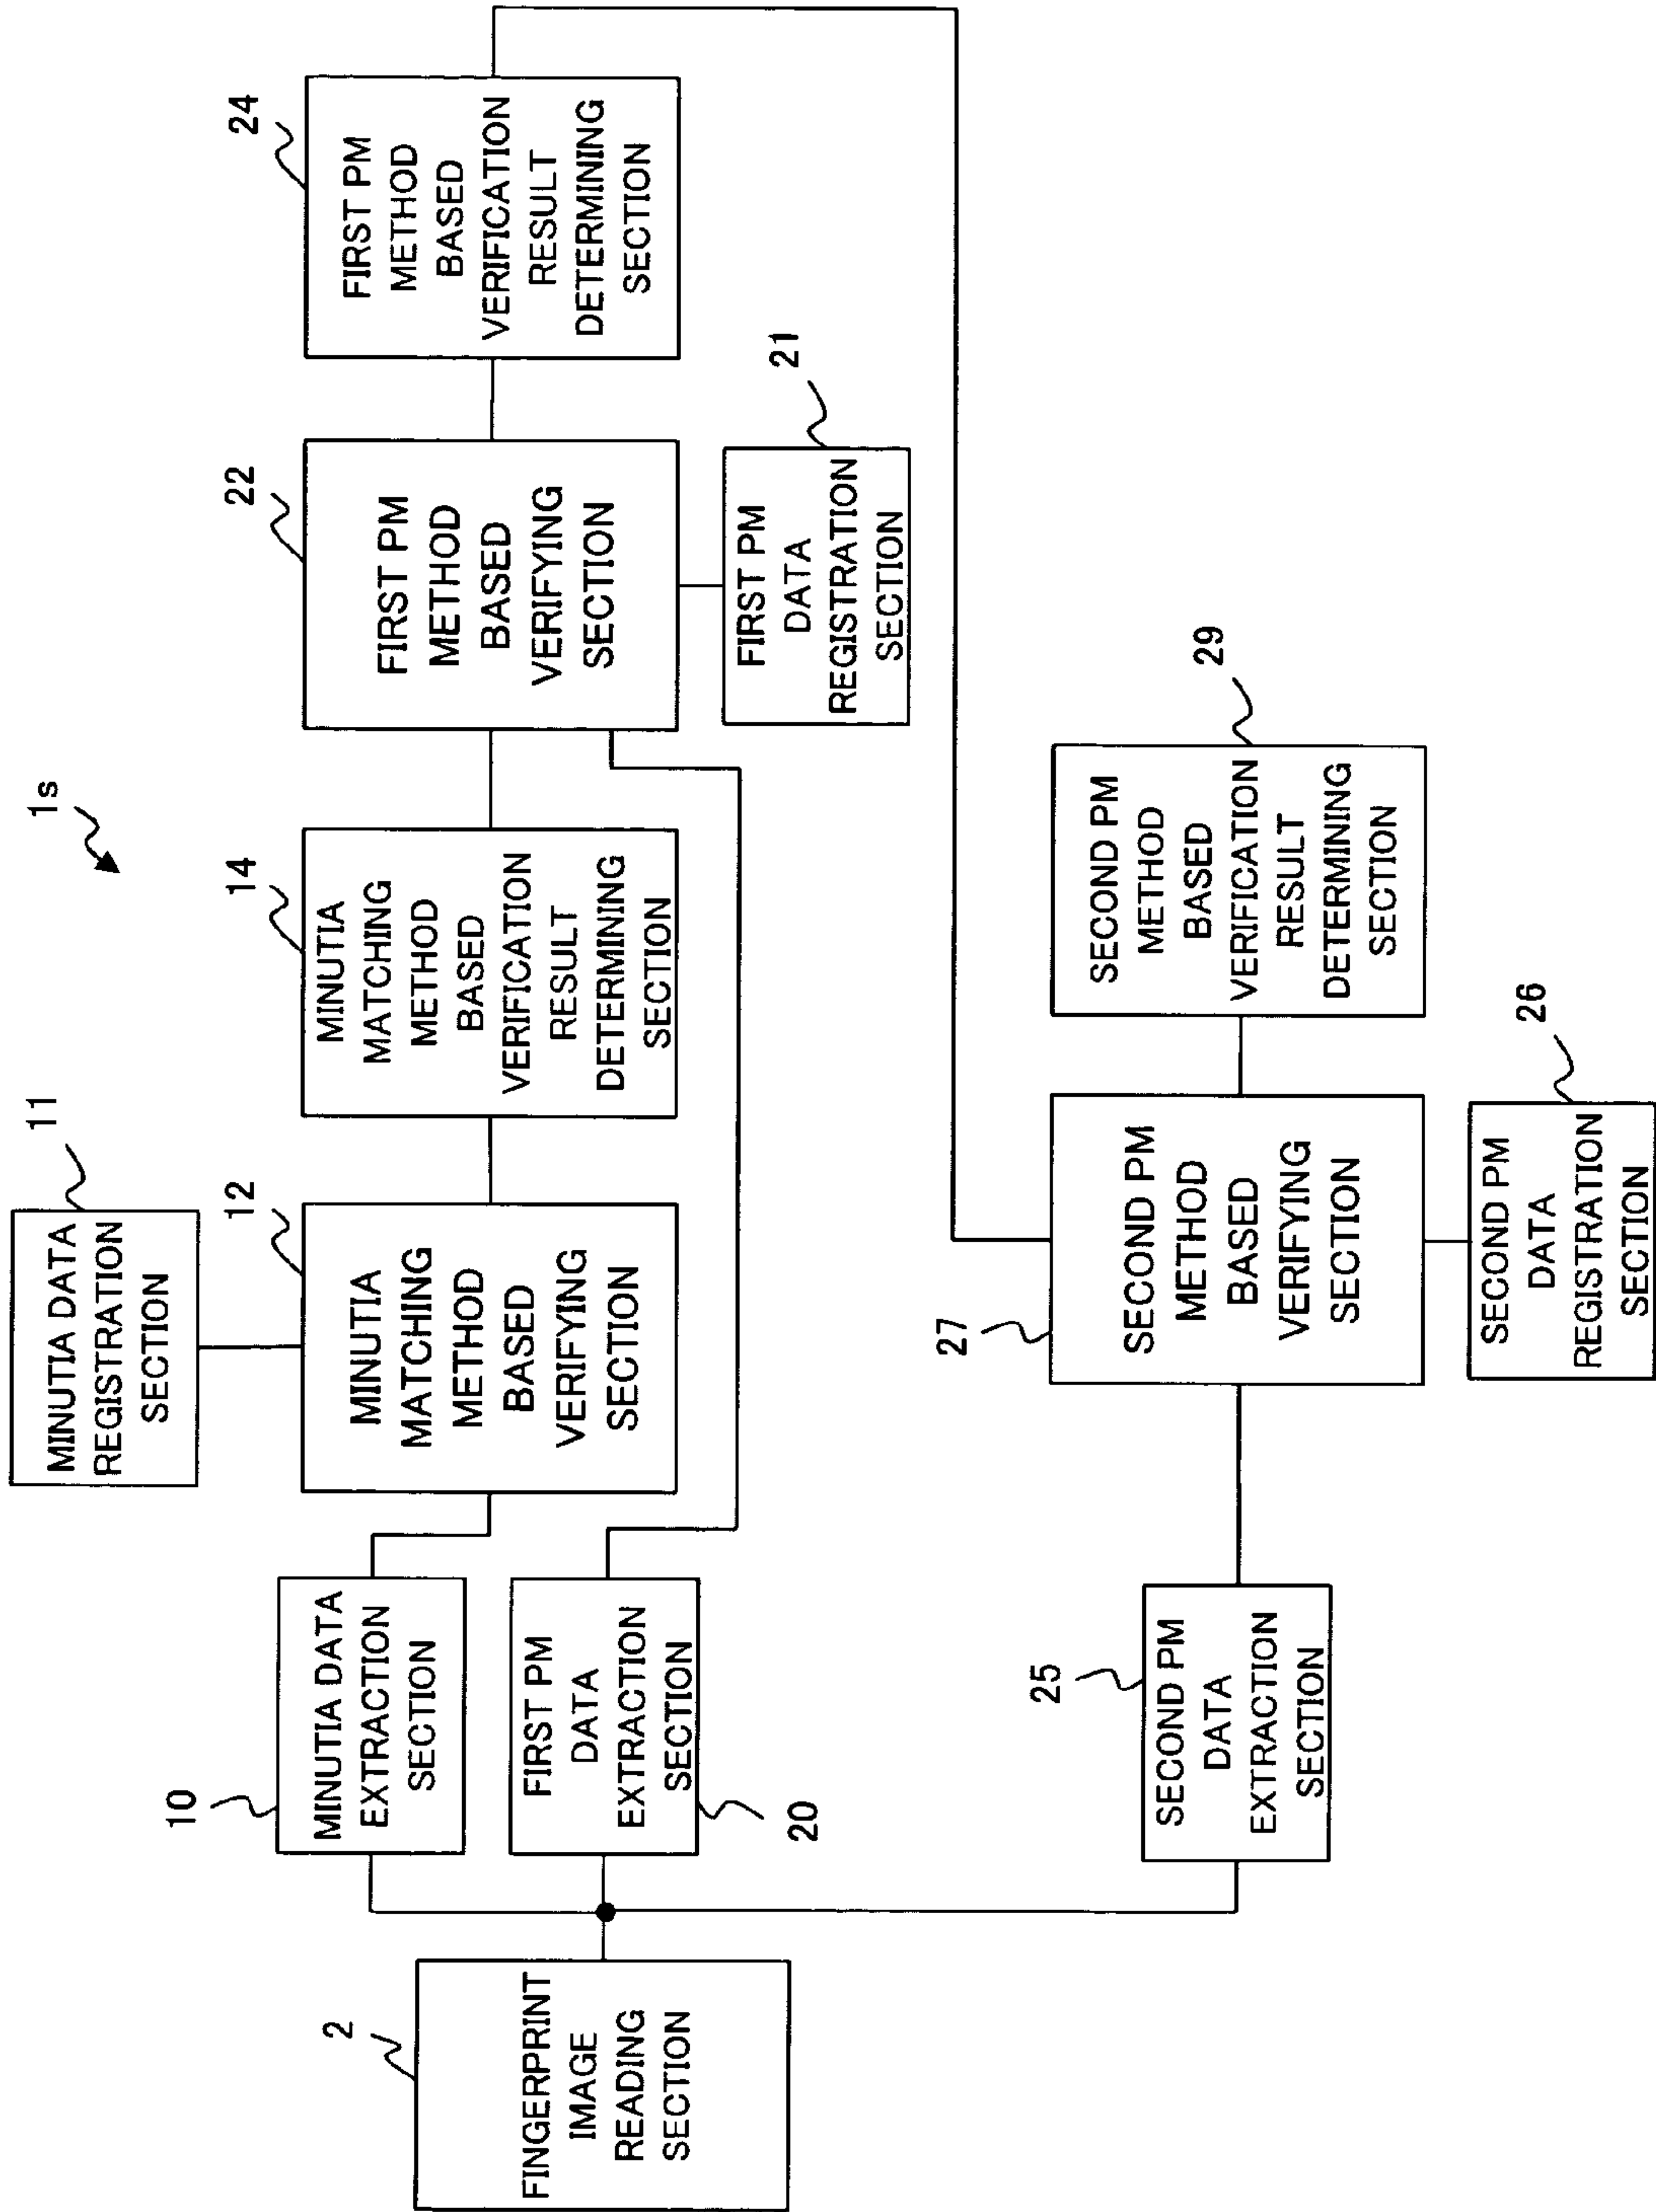 1s
2
FINGERPRINT
IMAGE
READING
SECTION
10
MINUTIA DATA
EXTRACTION
SECTION
FIRST PM
DATA
EXTRACTION
SECTION
20
11
MINUTIA DATA
REGISTRATION
SECTION
12
MINUTIA
MATCHING
METHOD
BASED
VERIFYING
SECTION
14
MINUTIA
MATCHING
METHOD
BASED
VERIFICATION
RESULT
DETERMINING
SECTION
22
FIRST PM
METHOD
BASED
VERIFYING
SECTION
21
FIRST PM
DATA
REGISTRATION
SECTION
24
FIRST PM
METHOD
BASED
VERIFICATION
RESULT
DETERMINING
SECTION
25
SECOND PM
DATA
EXTRACTION
SECTION
27
SECOND PM
METHOD
BASED
VERIFYING
SECTION
26
SECOND PM
DATA
REGISTRATION
SECTION
29
SECOND PM
METHOD
BASED
VERIFICATION
RESULT
DETERMINING
SECTION